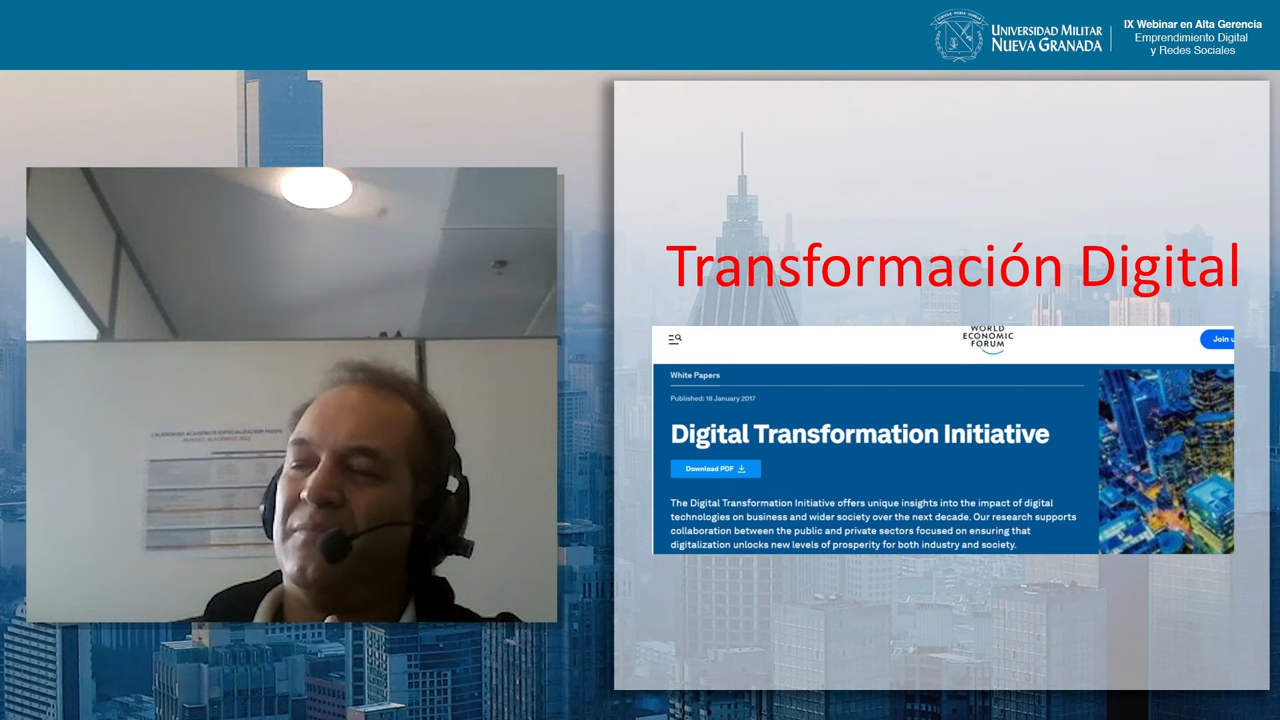 UNIVERSIDAD MILITAR
NUEVA GRANADA
IX Webinar en Alta Gerencia
Emprendimiento Digital
y Redes Sociales
Transformación Digital
WORLD
ECONOMIC
FORUM
Join u
White Papers
Published: 18 January 2017
Digital Transformation Initiative
Download PDF
The Digital Transformation Initiative offers unique insights into the impact of digital
technologies on business and wider society over the next decade. Our research supports
collaboration between the public and private sectors focused on ensuring that
digitalization unlocks new levels of prosperity for both industry and society.